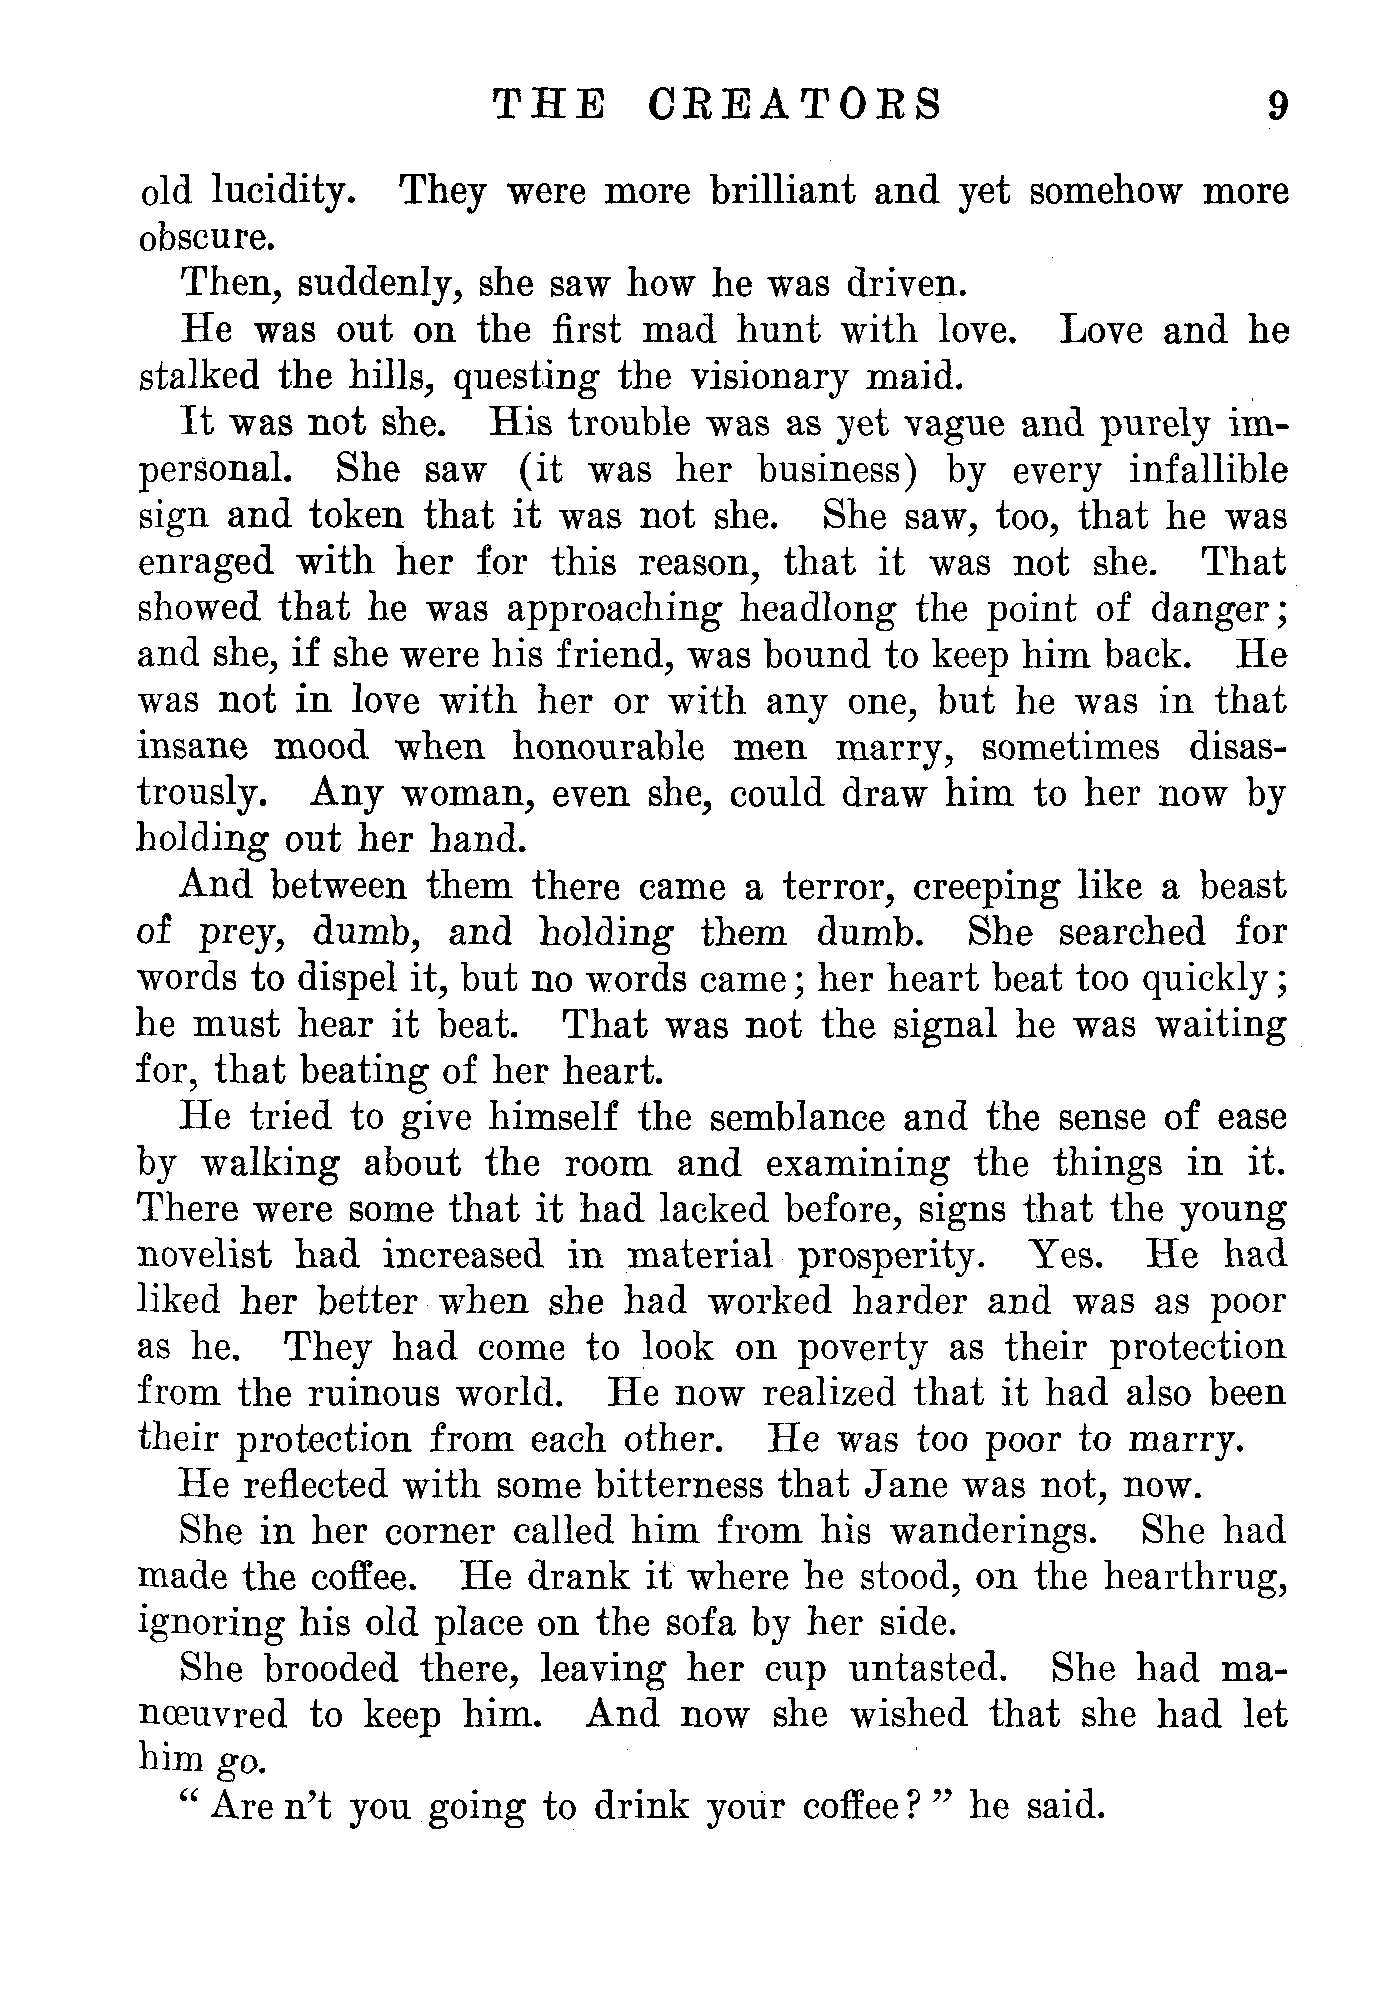 THE CREATORS 9
old lucidity. They were more brilliant and yet somehow more
obscure.
Then, suddenly, she saw how he was driven.
He was out on the first mad hunt with love. Love and he
stalked the hills, questing the visionary maid.
It was not she. His trouble was as yet vague and purely im-
personal. She saw (it was her business) by every infallible
sign and token that it was not she. She saw, too, that he was
enraged with her for this reason, that it was not she. That
showed that he was approaching headlong the point of danger;
and she, if she were his friend, was bound to keep him back. He
was not in love with her or with any one, but he was in that
insane mood when honourable men marry, sometimes disas-
trously. Any woman, even she, could draw him to her now by
holding out her hand.
And between them there came a terror, creeping like a beast
of prey, dumb, and holding them dumb. She searched for
words to dispel it, but no words came; her heart beat too quickly;
he must hear it beat. That was not the signal he was waiting
for, that beating of her heart.
He tried to give himself the semblance and the sense of ease
by walking about the room and examining the things in it.
There were some that it had lacked before, signs that the young
novelist had increased in material prosperity. Yes. He had
liked her better when she had worked harder and was as poor
as he. They had come to look on poverty as their protection
from the ruinous world. He now realized that it had also been
their protection from each other. He was too poor to marry.
He reflected with some bitterness that Jane was not, now.
She in her corner called him from his wanderings. She had
made the coffee. He drank it where he stood, on the hearthrug,
ignoring his old place on the sofa by her side.
She brooded there, leaving her cup untasted. She had ma-
nœuvred to keep him. And now she wished that she had let
him go.
“ Are n’t you going to drink your coffee? ” he said.